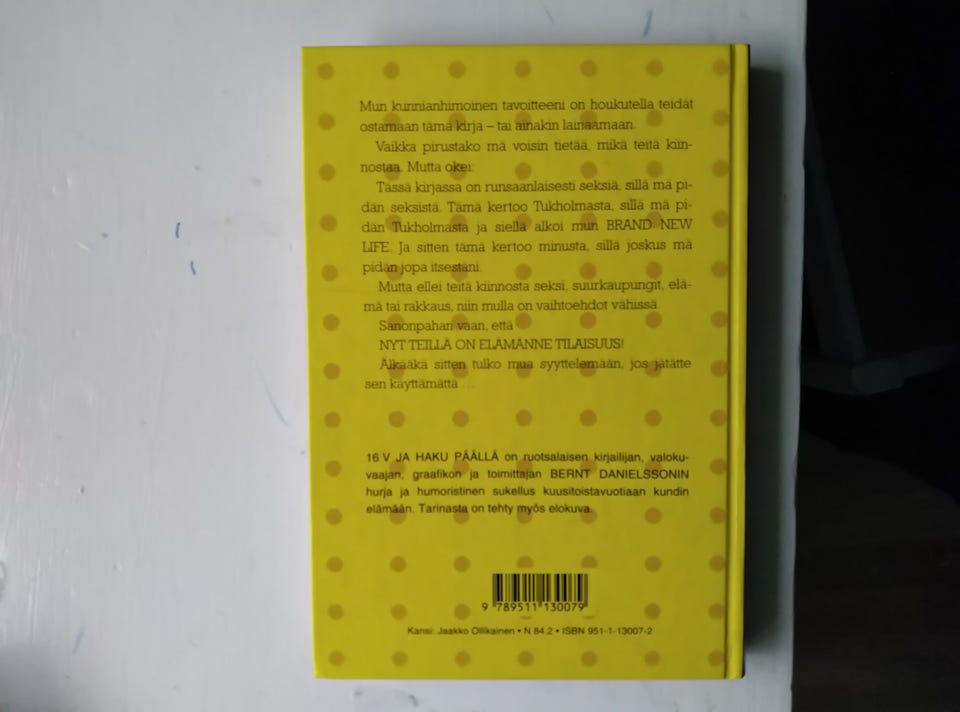 Mun kunnianhimoinen tavoitteeni on houkutella teidät
ostamaan tämä kirja – tai ainakin lainaamaan.
Vaikka pirustako mä voisin tietää, mikä teitä kiin-
nostaa. Mutta okei:
Tässä kirjassa on runsaanlaisesti seksiä, sillä mä pi-
dän seksistä. Tämä kertoo Tukholmasta, sillä mä pi-
dän Tukholmasta ja siellä alkoi mun BRAND NEW
LIFE. Ja sitten tämä kertoo minusta, sillä joskus mä
pidän jopa itsestäni.
Mutta ellei teitä kiinnosta seksi, suurkaupungit, elä-
mä tai rakkaus, niin mulla on vaihtoehdot vähissä.
Sanonpahan vaan, että
NYT TEILLÄ ON ELÄMÄNNE TILAISUUS!
Älkääkä sitten tulko mua syyttelemään, jos jätätte
sen käyttämättä ...
16 V JA HAKU PÄÄLLÄ on ruotsalaisen kirjailijan, valoku-
vaajan, graafikon ja toimittajan BERNT DANIELSSONIN
hurja ja humoristinen sukellus kuusitoistavuotiaan kundin
elämään. Tarinasta on tehty myös elokuva.
9 789511 130079
Kansi: Jaakko Ollikainen • N 84.2 • ISBN 951-1-13007-2